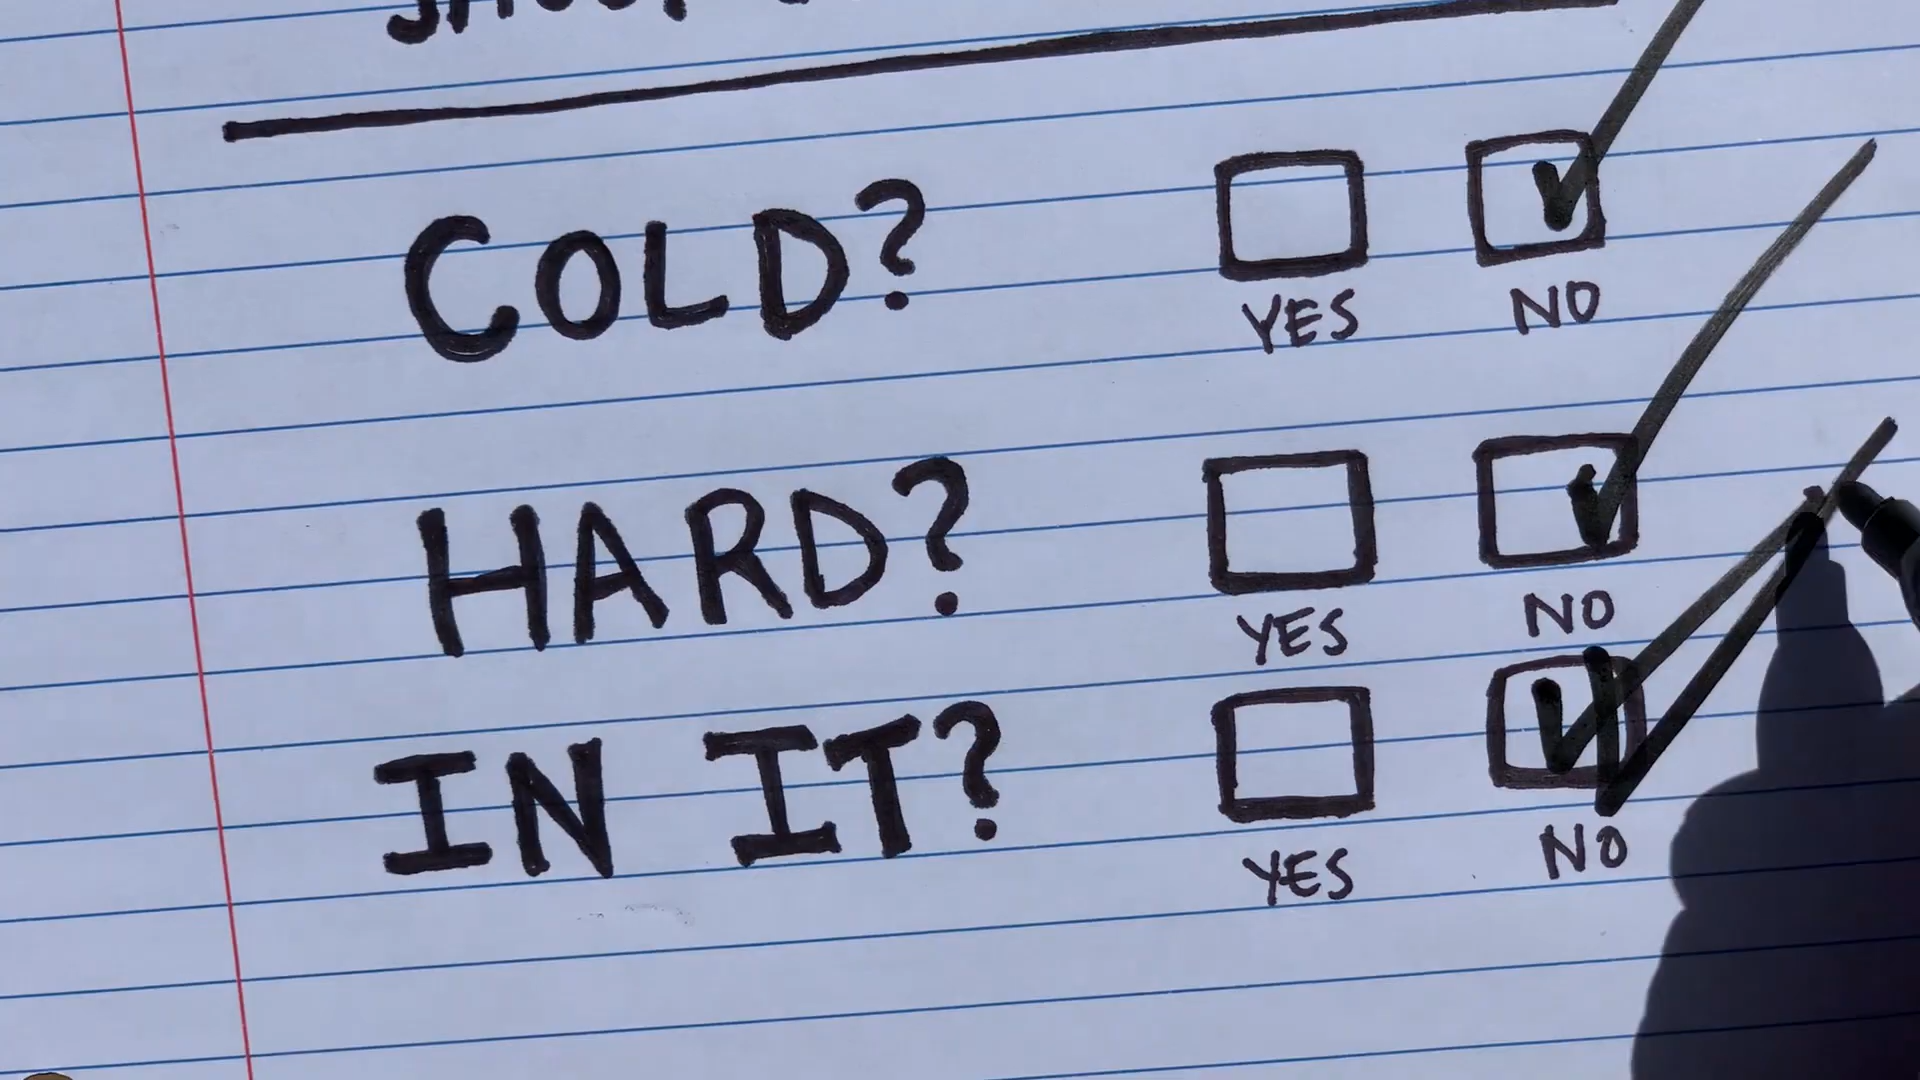 COLD?
YES NO
HARD?
YES NO
IN IT?
YES NO